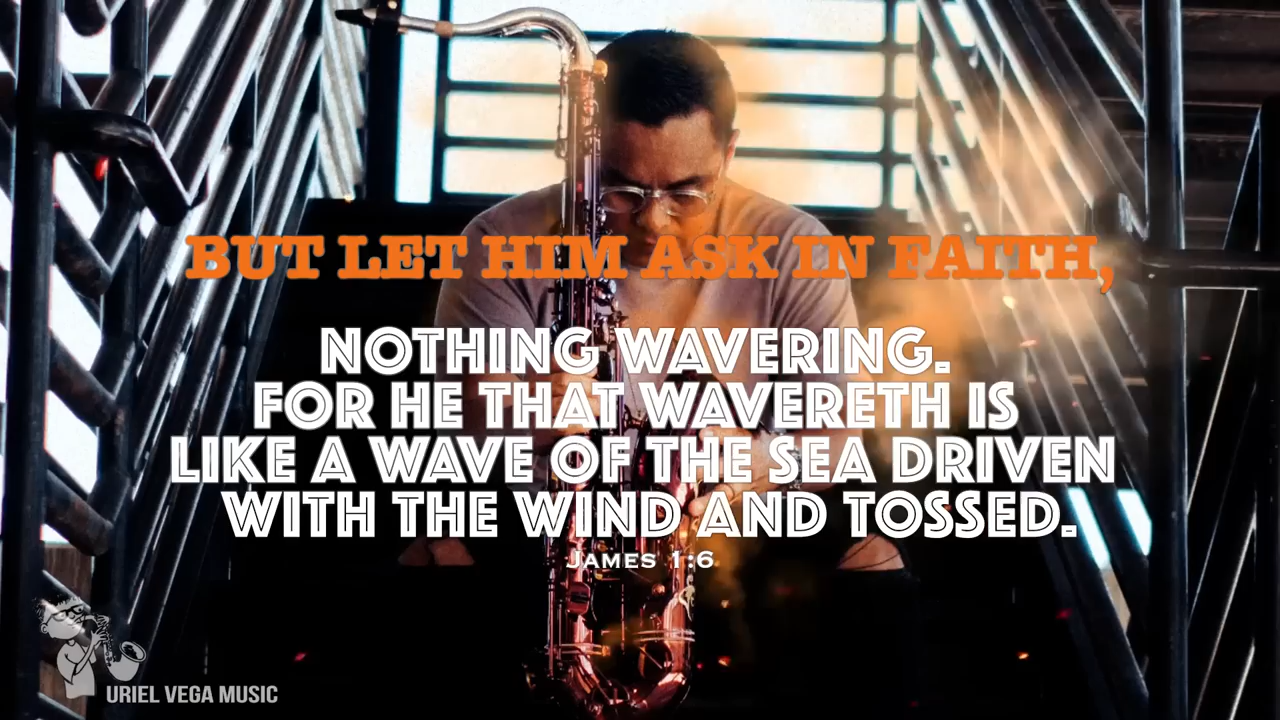 BUT LET HIM ASK IN FAITH,
NOTHING WAVERING.
FOR HE THAT WAVERETH IS
LIKE A WAVE OF THE SEA DRIVEN
WITH THE WIND AND TOSSED.
James 1:6
URIEL VEGA MUSIC